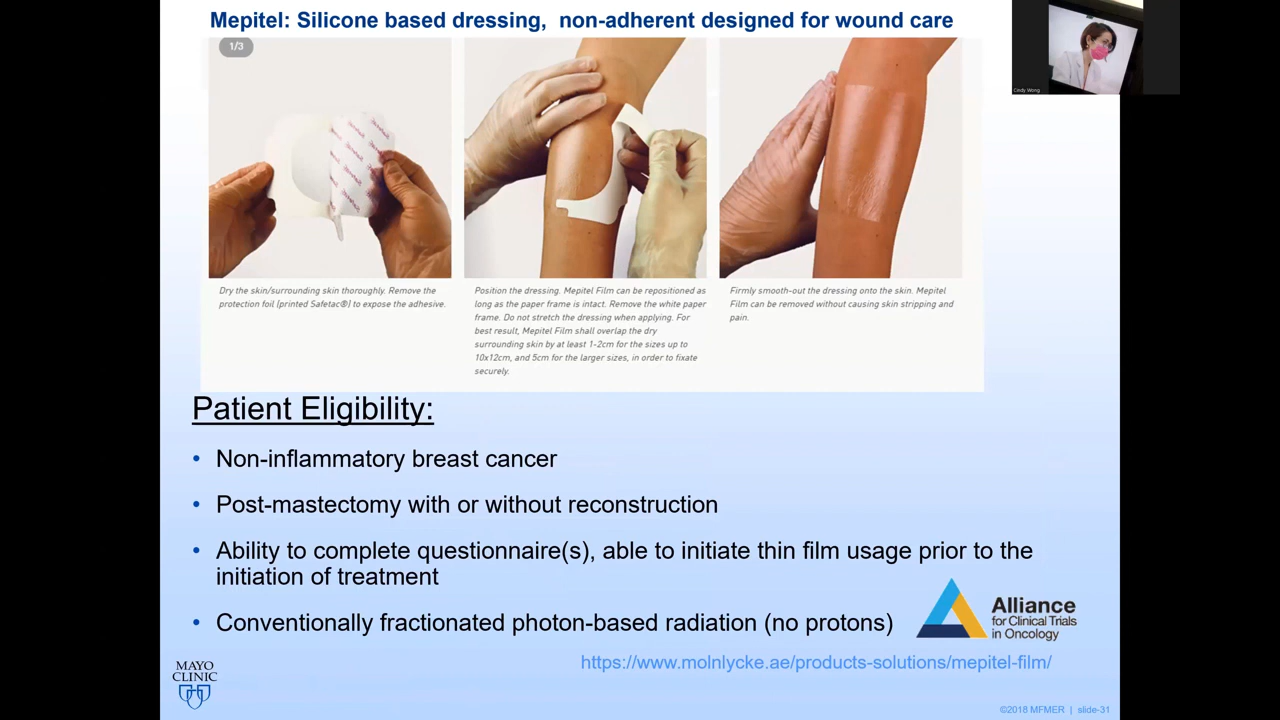 Mepitel: Silicone based dressing, non-adherent designed for wound care
1/3
Cindy Wong
Dry the skin/surrounding skin thoroughly. Remove the
protection foil (printed Safetac®) to expose the adhesive.
Position the dressing. Mepitel Film can be repositioned as
long as the paper frame is intact. Remove the white paper
frame. Do not stretch the dressing when applying. For
best result, Mepitel Film shall overlap the dry
surrounding skin by at least 1-2cm for the sizes up to
10x12cm, and 5cm for the larger sizes, in order to fixate
securely.
Firmly smooth-out the dressing onto the skin. Mepitel
Film can be removed without causing skin stripping and
pain.
Patient Eligibility:
• Non-inflammatory breast cancer
• Post-mastectomy with or without reconstruction
• Ability to complete questionnaire(s), able to initiate thin film usage prior to the
initiation of treatment
• Conventionally fractionated photon-based radiation (no protons)
Alliance
for Clinical Trials
in Oncology
https://www.molnlycke.ae/products-solutions/mepitel-film/
MAYO
CLINIC
©2018 MFMER | slide-31